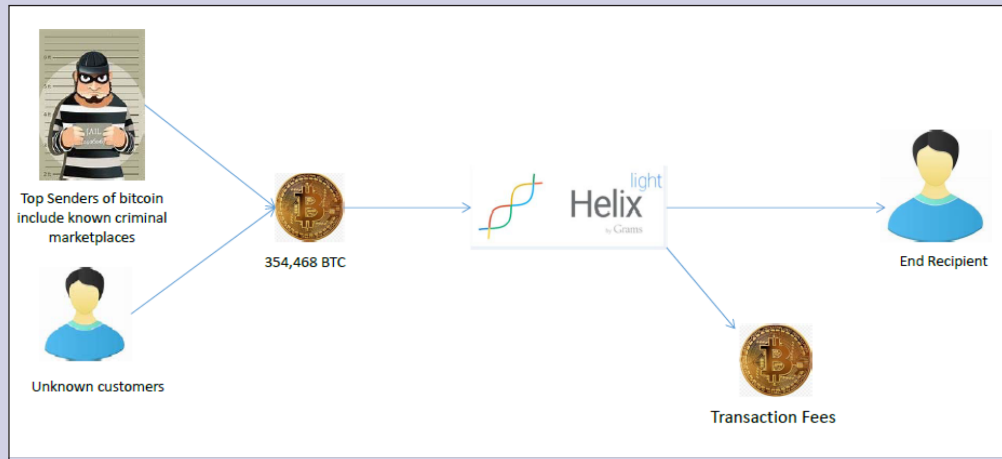 Top Senders of bitcoin
include known criminal
marketplaces
354,468 BTC
light
Helix
by Grams
End Recipient
Unknown customers
Transaction Fees